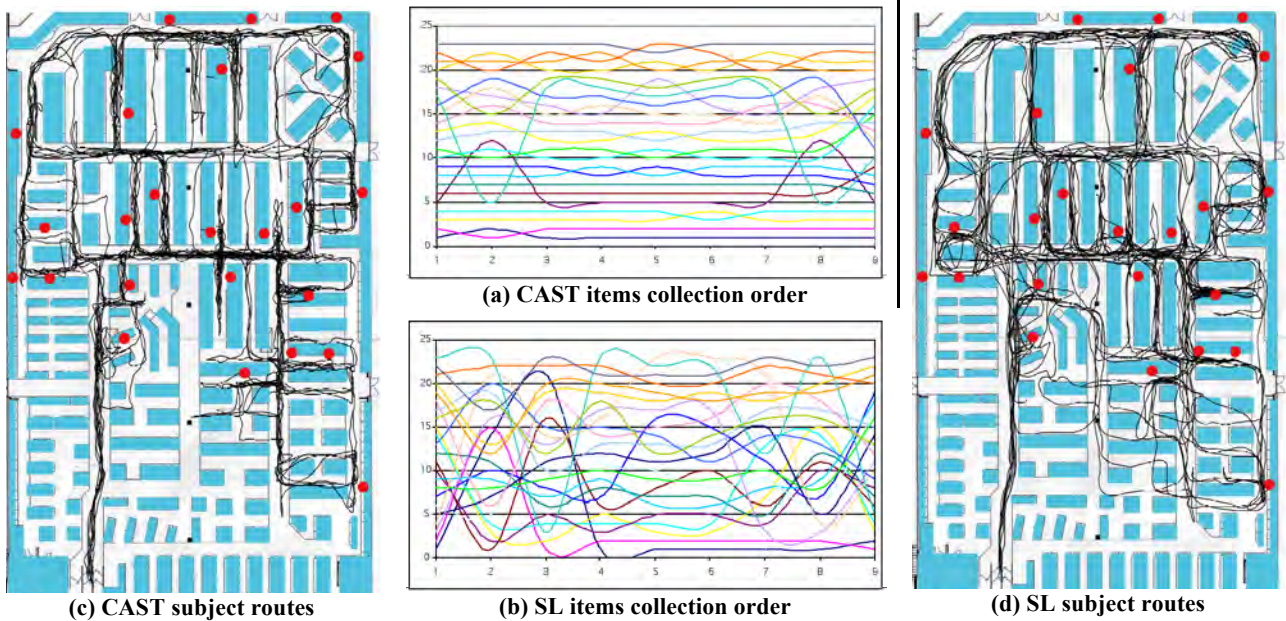 25
20
15
10
5
0
1 2 3 4 5 6 7 8 9
(a) CAST items collection order
25
20
15
10
5
0
1 2 3 4 5 6 7 8 9
(c) CAST subject routes
(b) SL items collection order
(d) SL subject routes